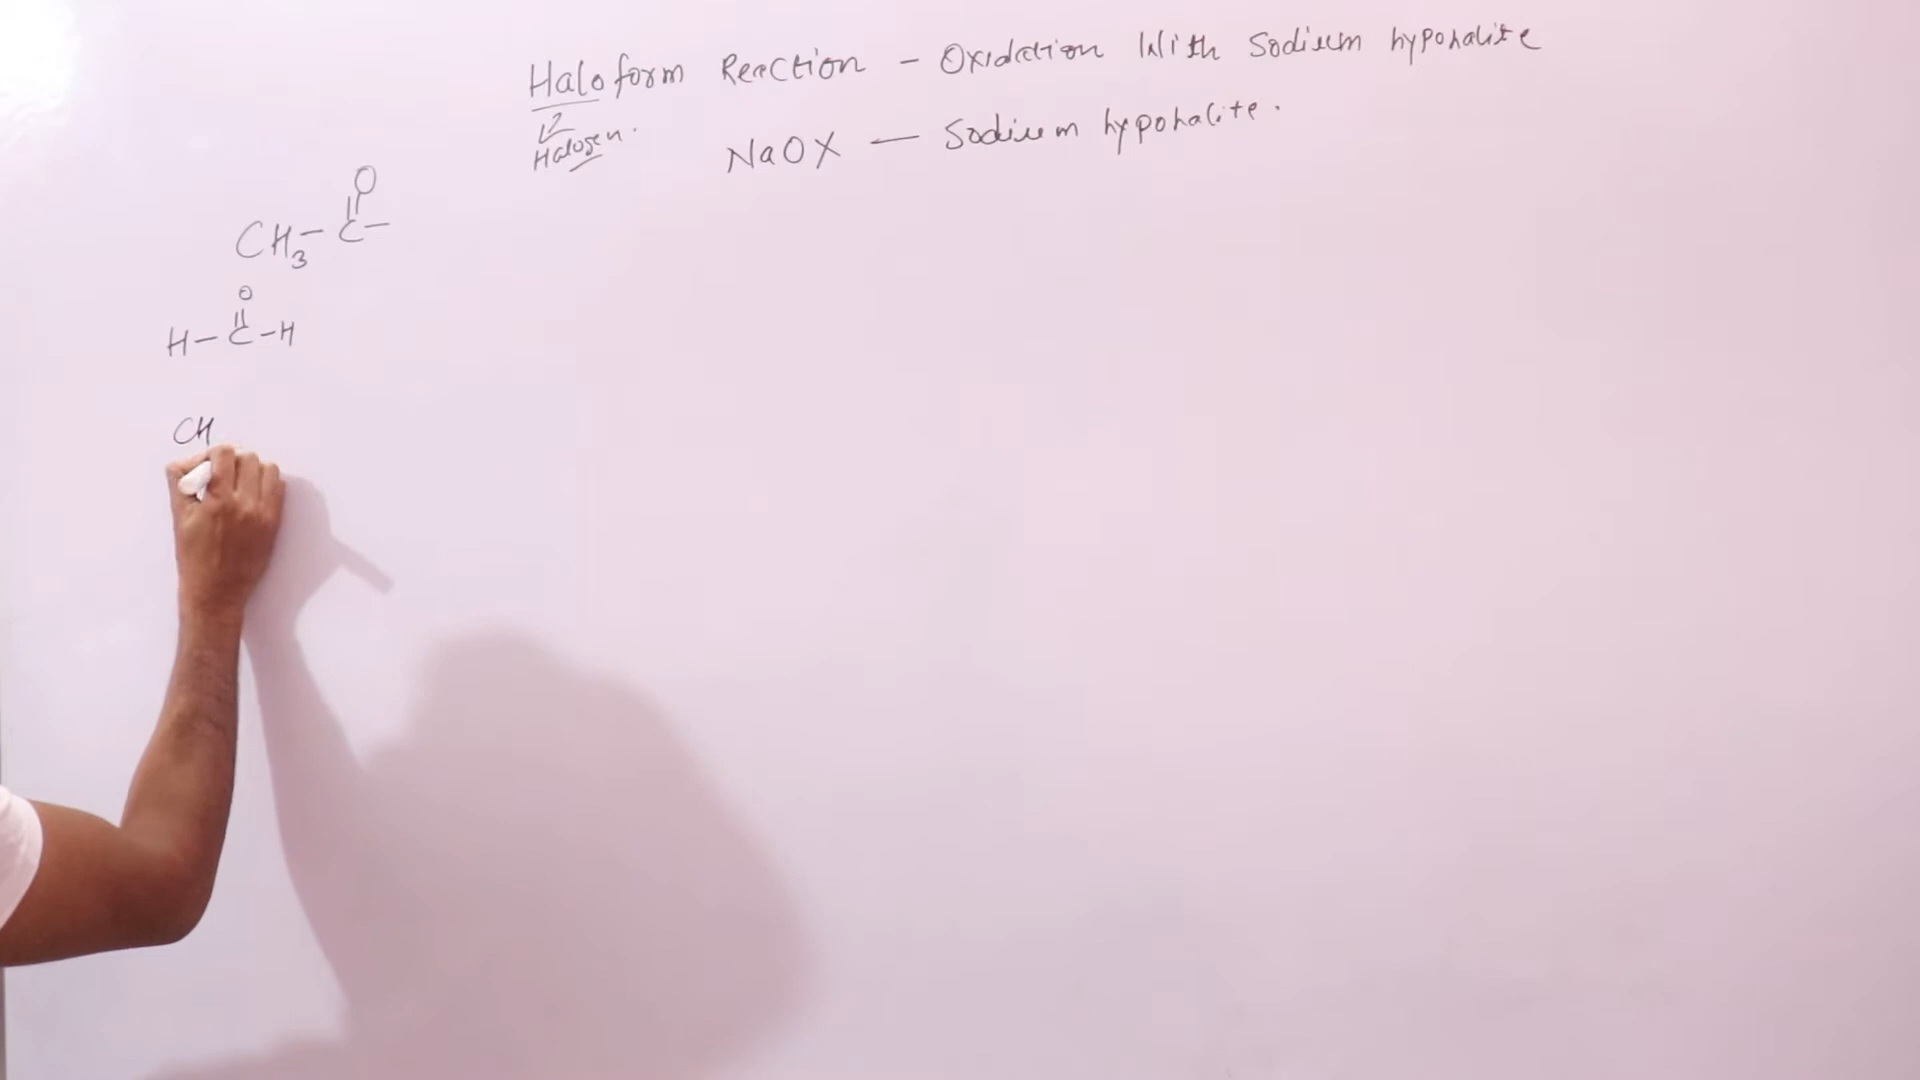 Haloform Reaction - Oxidation With Sodium hypohalite
Halogen.
NaOX — Sodium hypohalite.
O
CH3-C-
O
H-C-H
CH